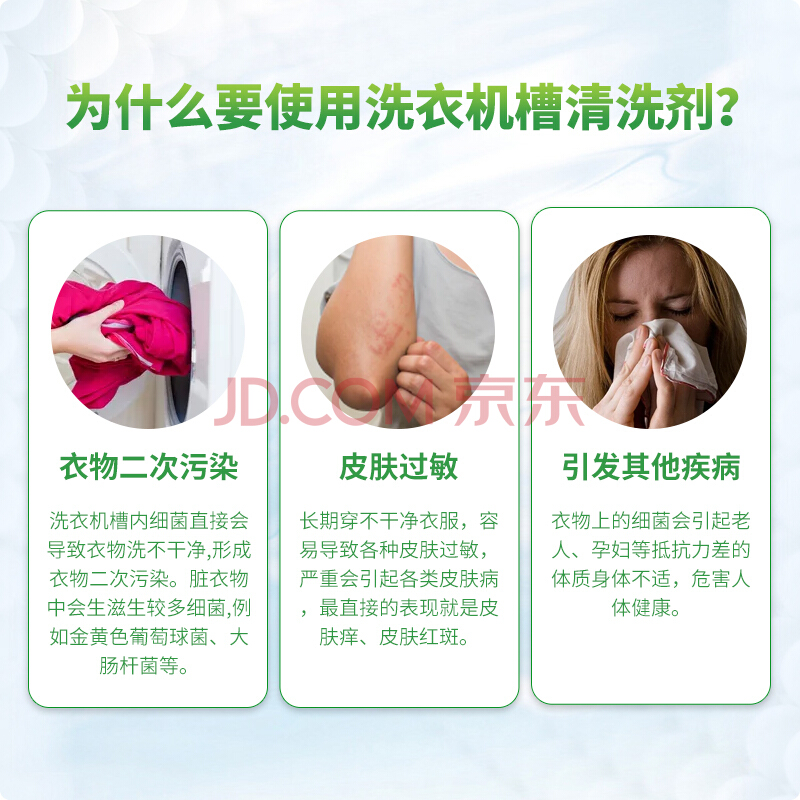 为什么要使用洗衣机槽清洗剂?
JD.COM 京东
衣物二次污染
洗衣机槽内细菌直接会
导致衣物洗不干净,形成
衣物二次污染。脏衣物
中会生滋生较多细菌,例
如金黄色葡萄球菌、大
肠杆菌等。
皮肤过敏
长期穿不干净衣服，容
易导致各种皮肤过敏，
严重会引起各类皮肤病
，最直接的表现就是皮
肤痒、皮肤红斑。
引发其他疾病
衣物上的细菌会引起老
人、孕妇等抵抗力差的
体质身体不适，危害人
体健康。